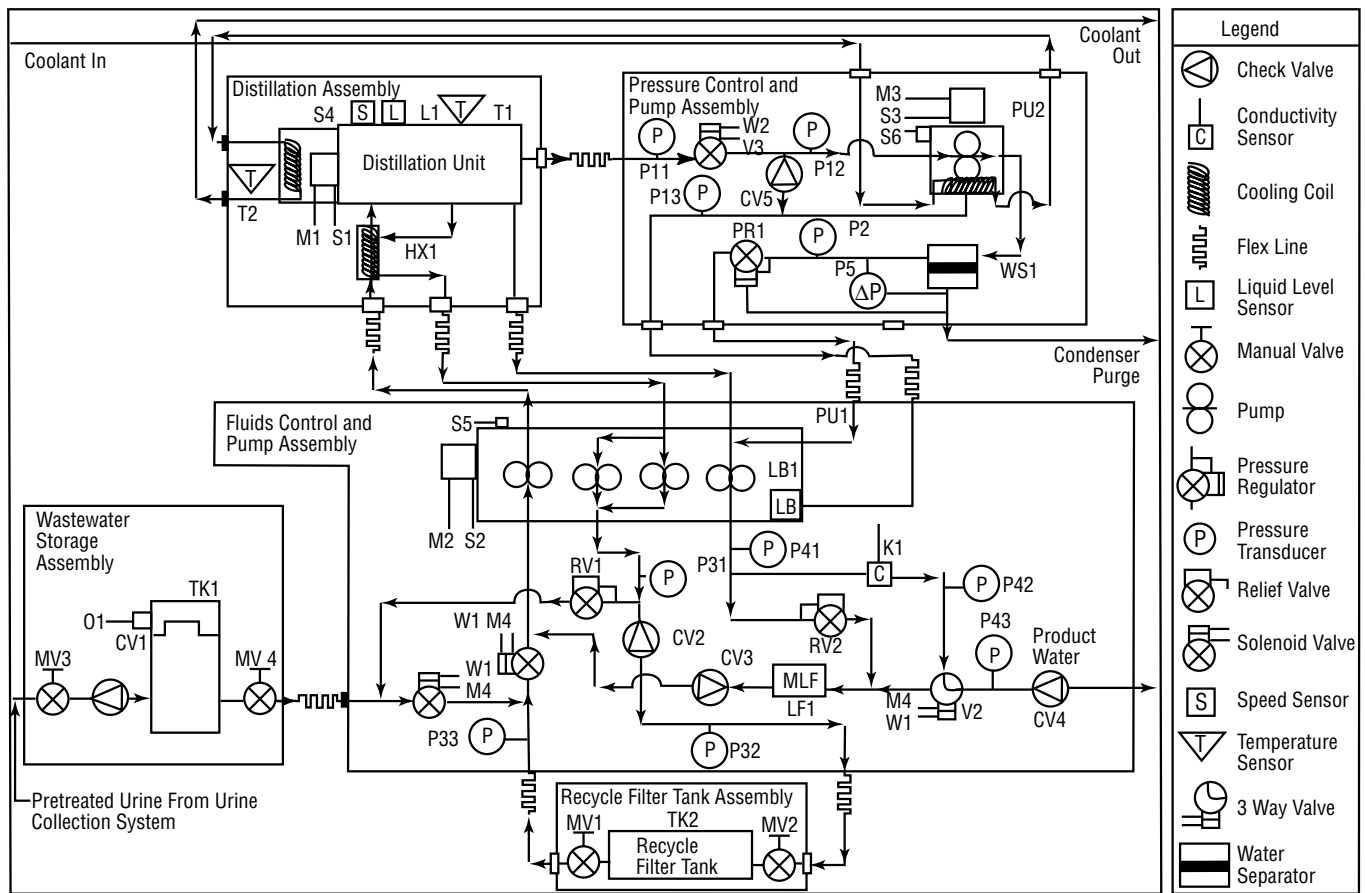 Coolant In
Coolant
Out
Distillation Assembly
S4
S
L
L1
T
T1
Distillation Unit
T
T2
M1
S1
HX1
Pressure Control and
Pump Assembly
P
P11
W2
V3
P
P12
M3
S3
S6
PU2
P13
P
CV5
P2
PR1
P
P5
ΔP
WS1
Condenser
Purge
Fluids Control and
Pump Assembly
S5
PU1
LB1
LB
M2
S2
Wastewater
Storage
Assembly
TK1
O1
CV1
MV3
MV 4
RV1
P
P31
P
P41
K1
C
P
P42
P43
P
Product
Water
W1
M4
CV2
CV3
RV2
W1
M4
MLF
LF1
M4
W1
V2
CV4
P33
P
P
P32
Pretreated Urine From Urine
Collection System
Recycle Filter Tank Assembly
MV1
TK2
MV2
Recycle
Filter Tank
Legend
Check Valve
C
Conductivity
Sensor
Cooling Coil
Flex Line
L
Liquid Level
Sensor
Manual Valve
Pump
Pressure
Regulator
P
Pressure
Transducer
Relief Valve
Solenoid Valve
S
Speed Sensor
T
Temperature
Sensor
3 Way Valve
Water
Separator